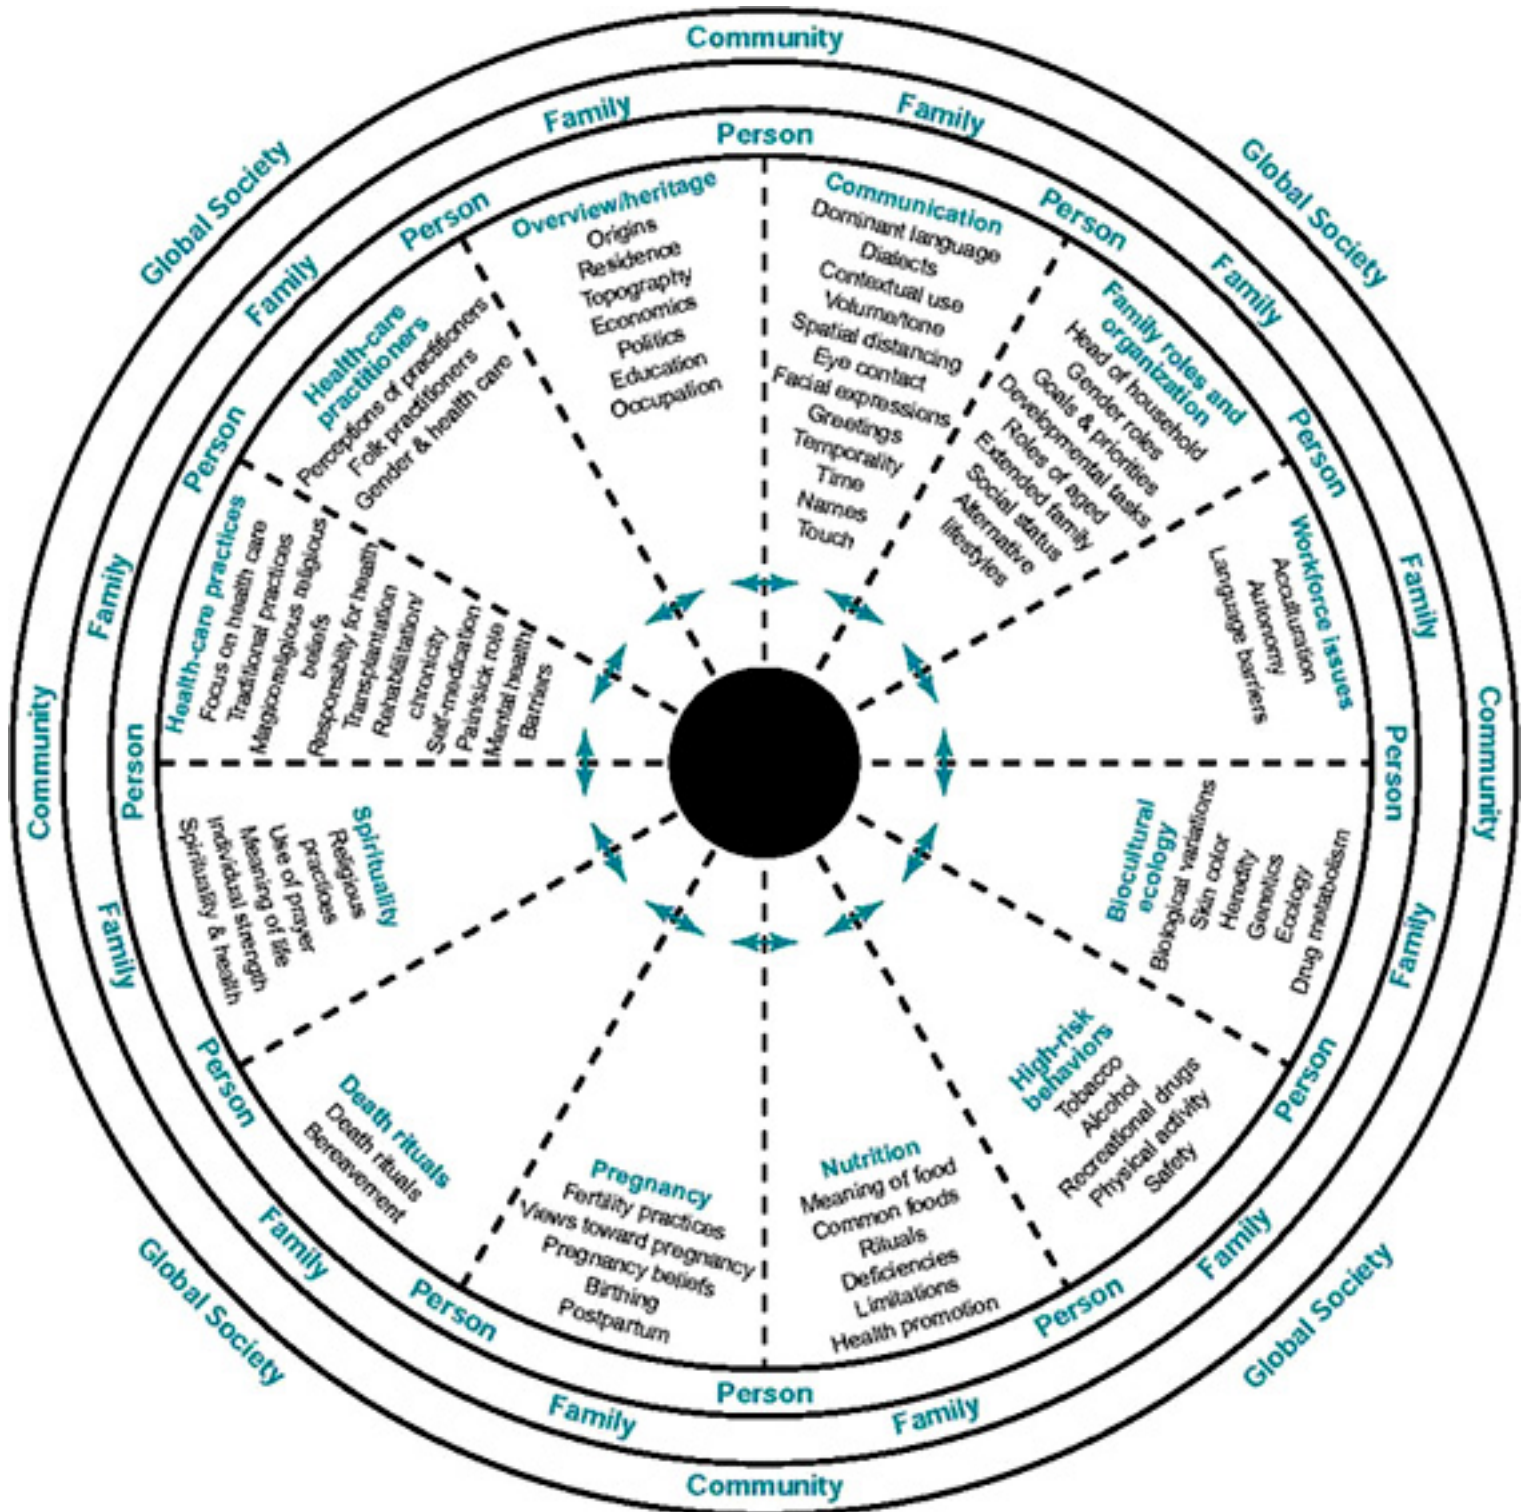 Community
Family
Family
Person
Global Society
Global Society
Person
Person
Family
Family
Person
Person
Family
Family
Community
Community
Person
Person
Family
Family
Person
Person
Family
Family
Person
Person
Global Society
Global Society
Person
Family
Family
Community
Overview/heritage
Origins
Residence
Topography
Economics
Politics
Education
Occupation
Communication
Dominant language
Dialects
Contextual use
Volume/tone
Spatial distancing
Eye contact
Facial expressions
Greetings
Temporality
Time
Names
Touch
Family roles and
organization
Head of household
Gender roles
Goals & priorities
Developmental tasks
Roles of aged
Extended family
Social status
Alternative
lifestyles
Workforce issues
Acculturation
Autonomy
Language barriers
Biocultural
ecology
Biological variations
Skin color
Heredity
Genetics
Ecology
Drug metabolism
High-risk
behaviors
Tobacco
Alcohol
Recreational drugs
Physical activity
Safety
Nutrition
Meaning of food
Common foods
Rituals
Deficiencies
Limitations
Health promotion
Pregnancy
Fertility practices
Views toward pregnancy
Pregnancy beliefs
Birthing
Postpartum
Death rituals
Death rituals
Bereavement
Spirituality
Religious
practices
Use of prayer
Meaning of life
Individual strength
Spirituality & health
Health-care practices
Focus on health care
Traditional practices
Magicoreligious religious
beliefs
Responsiblty for health
Transplantation
Rehabilitation/
chronicity
Self-medication
Pain/sick role
Mental health
Barriers
Health-care
practitioners
Perceptions of practitioners
Folk practitioners
Gender & health care